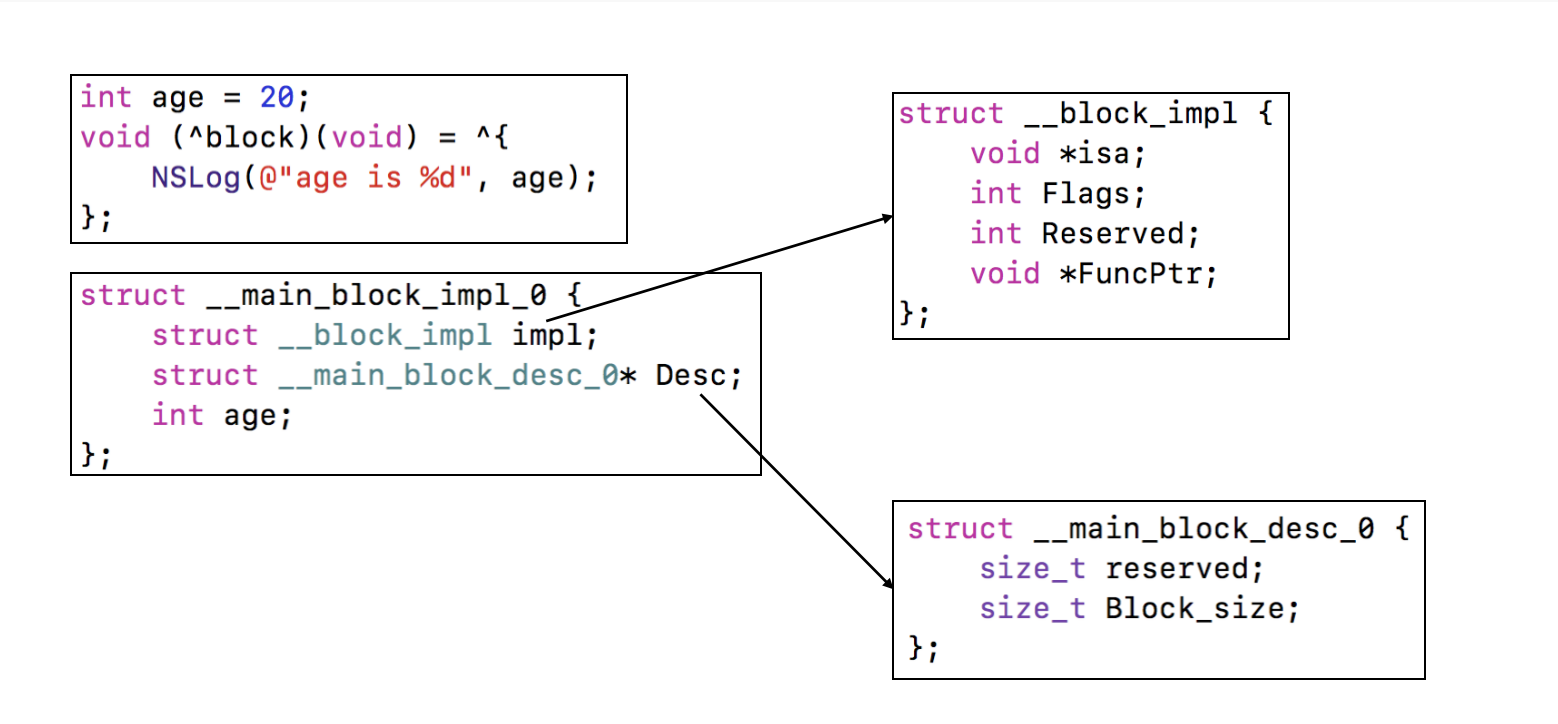 int age = 20;
void (^block)(void) = ^{
    NSLog(@"age is %d", age);
};
struct __main_block_impl_0 {
    struct __block_impl impl;
    struct __main_block_desc_0* Desc;
    int age;
};
struct __block_impl {
    void *isa;
    int Flags;
    int Reserved;
    void *FuncPtr;
};
struct __main_block_desc_0 {
    size_t reserved;
    size_t Block_size;
};